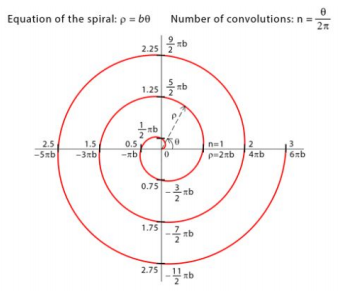 Equation of the spiral: ρ = bθ Number of convolutions: n = θ/2π
2.25 9/2 πb
1.25 5/2 πb
1/2 πb ρ θ
2.5 1.5 0.5 n=1 2 3
−5πb −3πb −πb 0 ρ=2πb 4πb 6πb
0.75 −3/2 πb
1.75 −7/2 πb
2.75 −11/2 πb